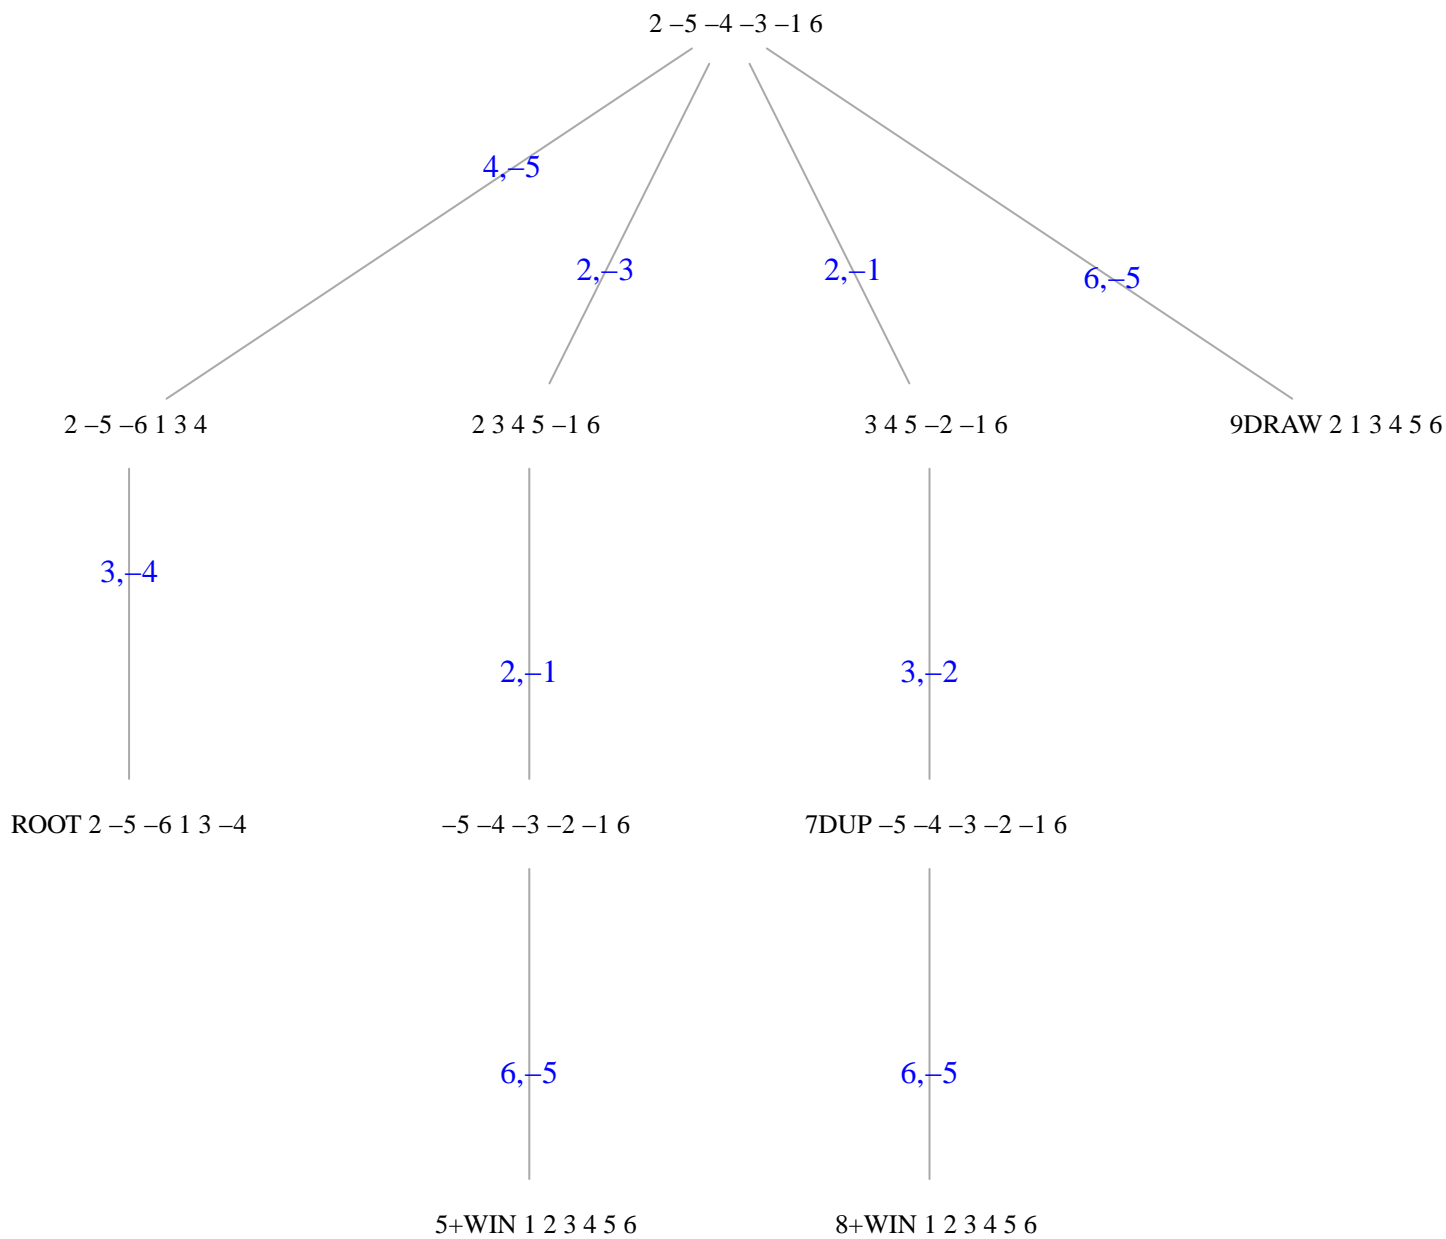 2 –5 –4 –3 –1 6
4,–5
2,–3
2,–1
6,–5
2 –5 –6 1 3 4
2 3 4 5 –1 6
3 4 5 –2 –1 6
9DRAW 2 1 3 4 5 6
3,–4
2,–1
3,–2
ROOT 2 –5 –6 1 3 –4
–5 –4 –3 –2 –1 6
7DUP –5 –4 –3 –2 –1 6
6,–5
6,–5
5+WIN 1 2 3 4 5 6
8+WIN 1 2 3 4 5 6